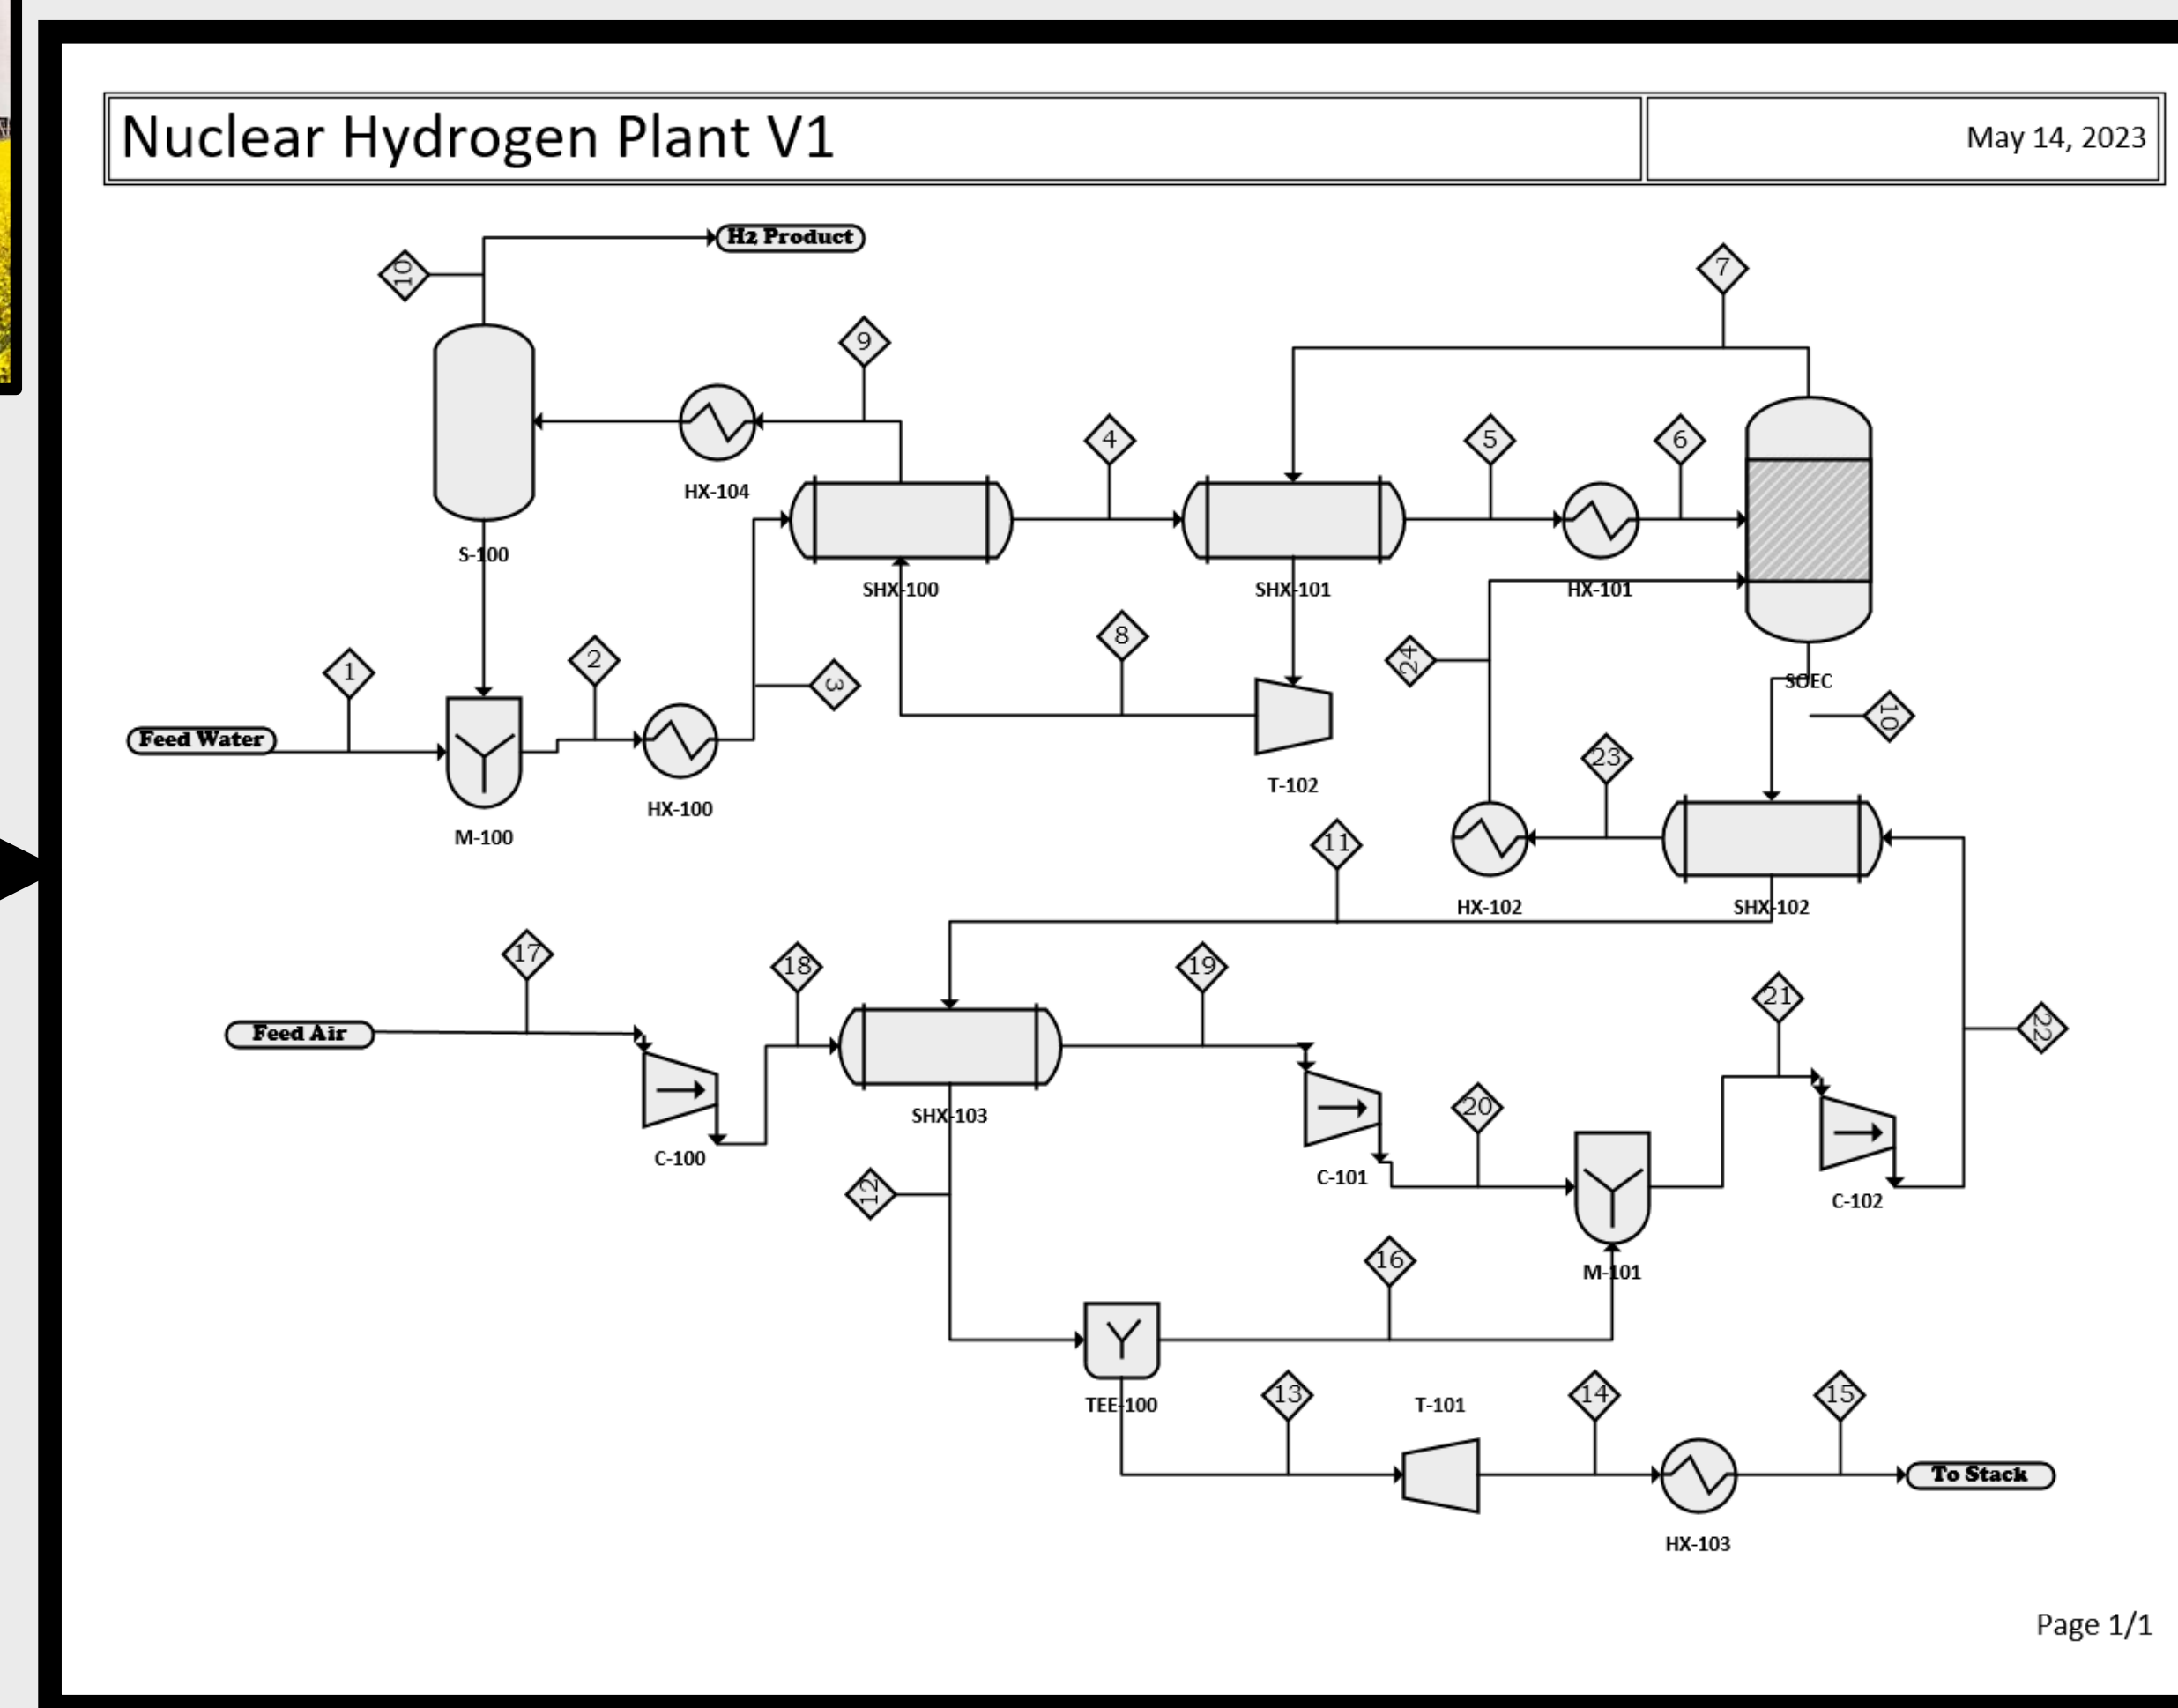 Nuclear Hydrogen Plant V1
May 14, 2023
H2 Product
10
7
9
4
5
6
HX-104
S-100
SHX-100
SHX-101
HX-101
1
2
3
8
24
SOEC
10
Feed Water
HX-100
M-100
T-102
23
11
HX-102
SHX-102
17
18
19
21
22
Feed Air
SHX-103
C-100
20
C-101
C-102
12
16
M-101
TEE-100
13
T-101
14
15
To Stack
HX-103
Page 1/1